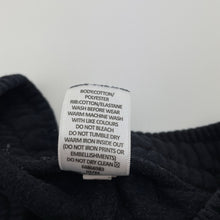 BODY:COTTON/
POLYESTER
RIB:COTTON/ELASTANE
WASH BEFORE WEAR
WARM MACHINE WASH
WITH LIKE COLOURS
DO NOT BLEACH
DO NOT TUMBLE DRY
WARM IRON INSIDE OUT
(DO NOT IRON PRINTS OR
EMBELLISHMENTS)
DO NOT DRY CLEAN